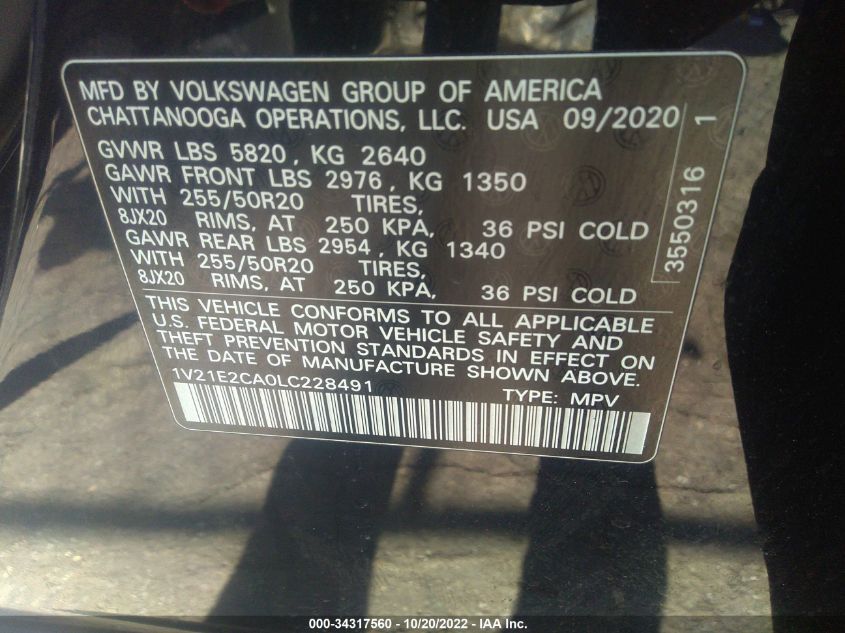 MFD BY VOLKSWAGEN GROUP OF AMERICA
CHATTANOOGA OPERATIONS, LLC. USA 09/2020
GVWR LBS 5820, KG 2640
GAWR FRONT LBS 2976, KG 1350
WITH 255/50R20 TIRES,
8JX20 RIMS, AT 250 KPA, 36 PSI COLD
GAWR REAR LBS 2954, KG 1340
WITH 255/50R20 TIRES,
8JX20 RIMS, AT 250 KPA, 36 PSI COLD
3550316 1
THIS VEHICLE CONFORMS TO ALL APPLICABLE
U.S. FEDERAL MOTOR VEHICLE SAFETY AND
THEFT PREVENTION STANDARDS IN EFFECT ON
THE DATE OF MANUFACTURE SHOWN ABOVE.
1V21E2CA0LC228491
TYPE: MPV
000-34317560 - 10/20/2022 - IAA Inc.